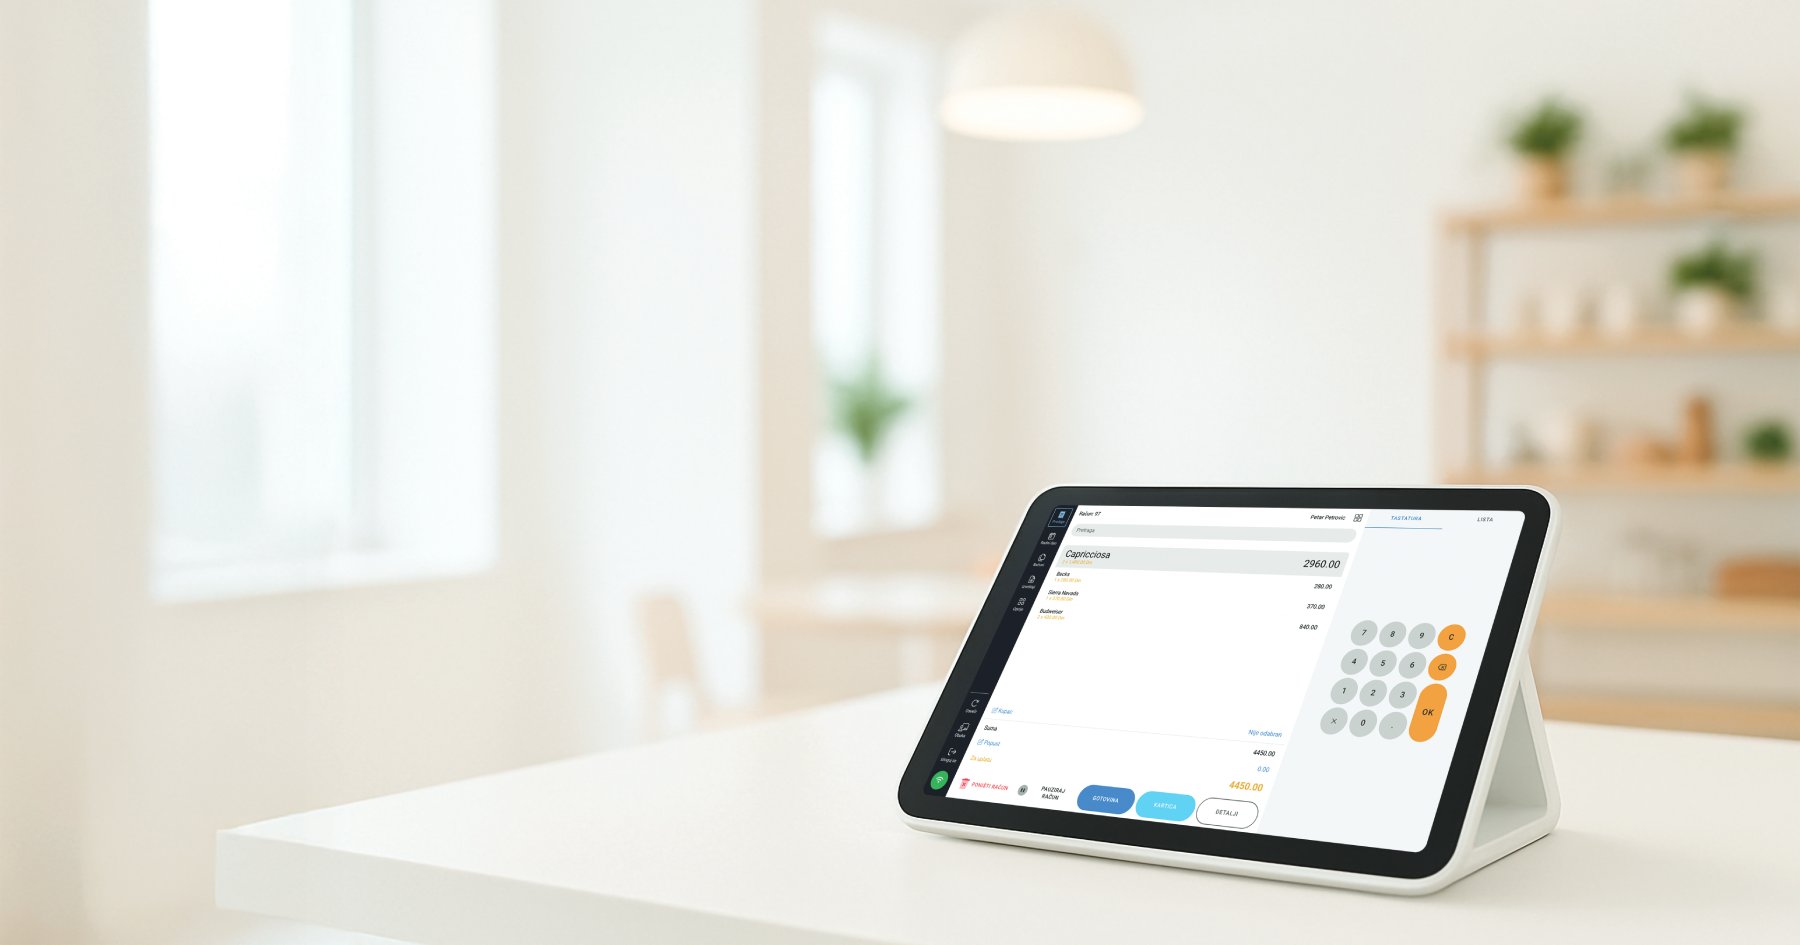 Račun 97
Petar Petrovic
TASTATURA
LISTA
Pretraga
Capricciosa
2960.00
Becks
280.00
Sierra Nevada
370.00
Budweiser
840.00
7 8 9 C
4 5 6
1 2 3
× 0 . OK
Kupac
Nije odabran
Suma
4450.00
Popust
0.00
Za uplatu
4450.00
PONIŠTI RAČUN
PAUZIRAJ
RAČUN
GOTOVINA
KARTICA
DETALJI